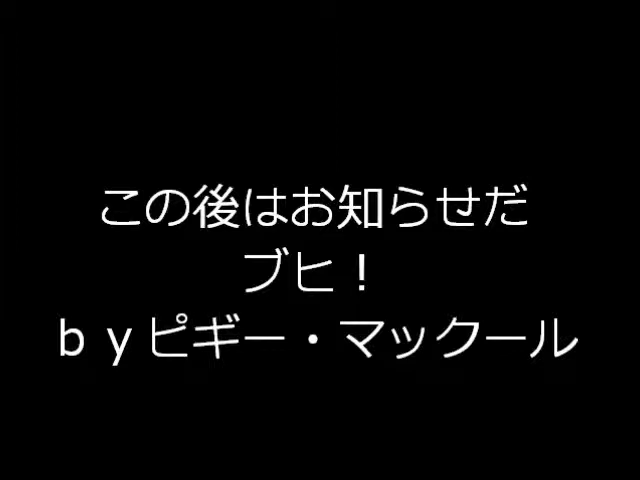 この後はお知らせだ
ブヒ！
ｂｙピギー・マックール